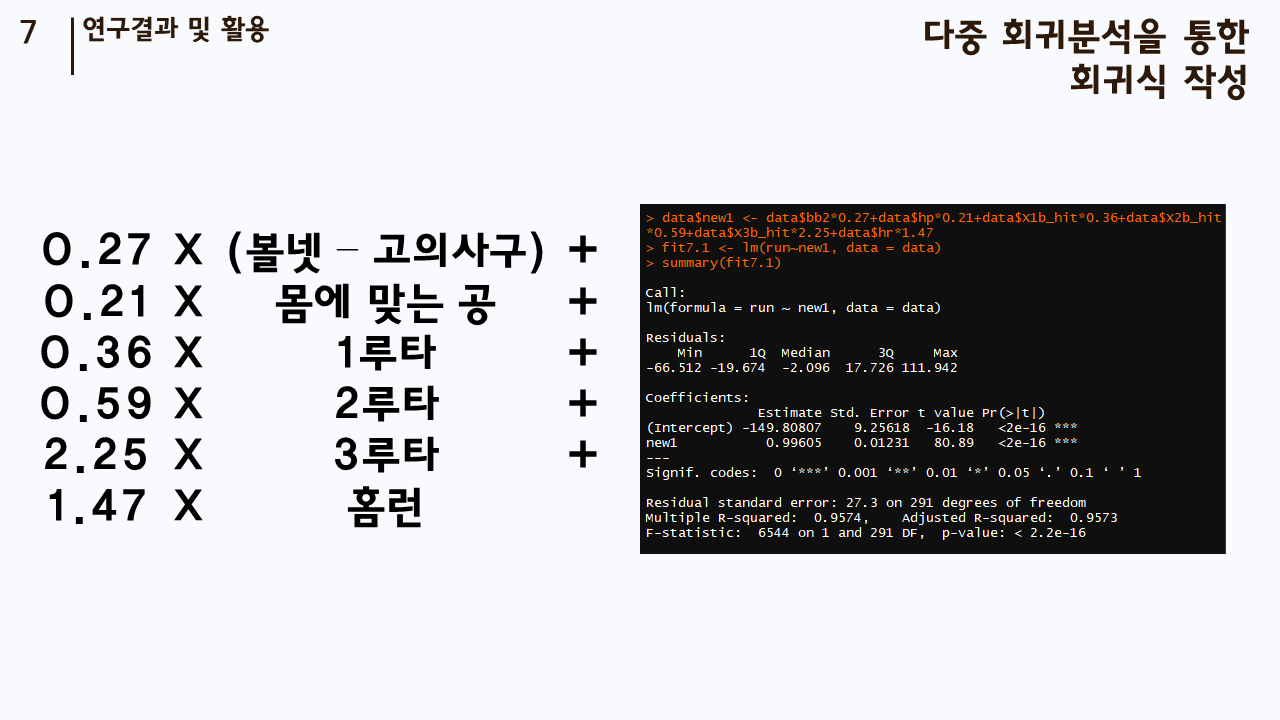 7
연구결과 및 활용
다중 회귀분석을 통한
회귀식 작성
0.27 X (볼넷 – 고의사구) +
0.21 X 몸에 맞는 공 +
0.36 X 1루타 +
0.59 X 2루타 +
2.25 X 3루타 +
1.47 X 홈런
> data$new1 <- data$bb2*0.27+data$hp*0.21+data$X1b_hit*0.36+data$X2b_hit
*0.59+data$X3b_hit*2.25+data$hr*1.47
> fit7.1 <- lm(run~new1, data = data)
> summary(fit7.1)
Call:
lm(formula = run ~ new1, data = data)
Residuals:
Min 1Q Median 3Q Max
-66.512 -19.674 -2.096 17.726 111.942
Coefficients:
Estimate Std. Error t value Pr(>|t|)
(Intercept) -149.80807 9.25618 -16.18 <2e-16 ***
new1 0.99605 0.01231 80.89 <2e-16 ***
---
Signif. codes: 0 ‘***’ 0.001 ‘**’ 0.01 ‘*’ 0.05 ‘.’ 0.1 ‘ ’ 1
Residual standard error: 27.3 on 291 degrees of freedom
Multiple R-squared: 0.9574, Adjusted R-squared: 0.9573
F-statistic: 6544 on 1 and 291 DF, p-value: < 2.2e-16